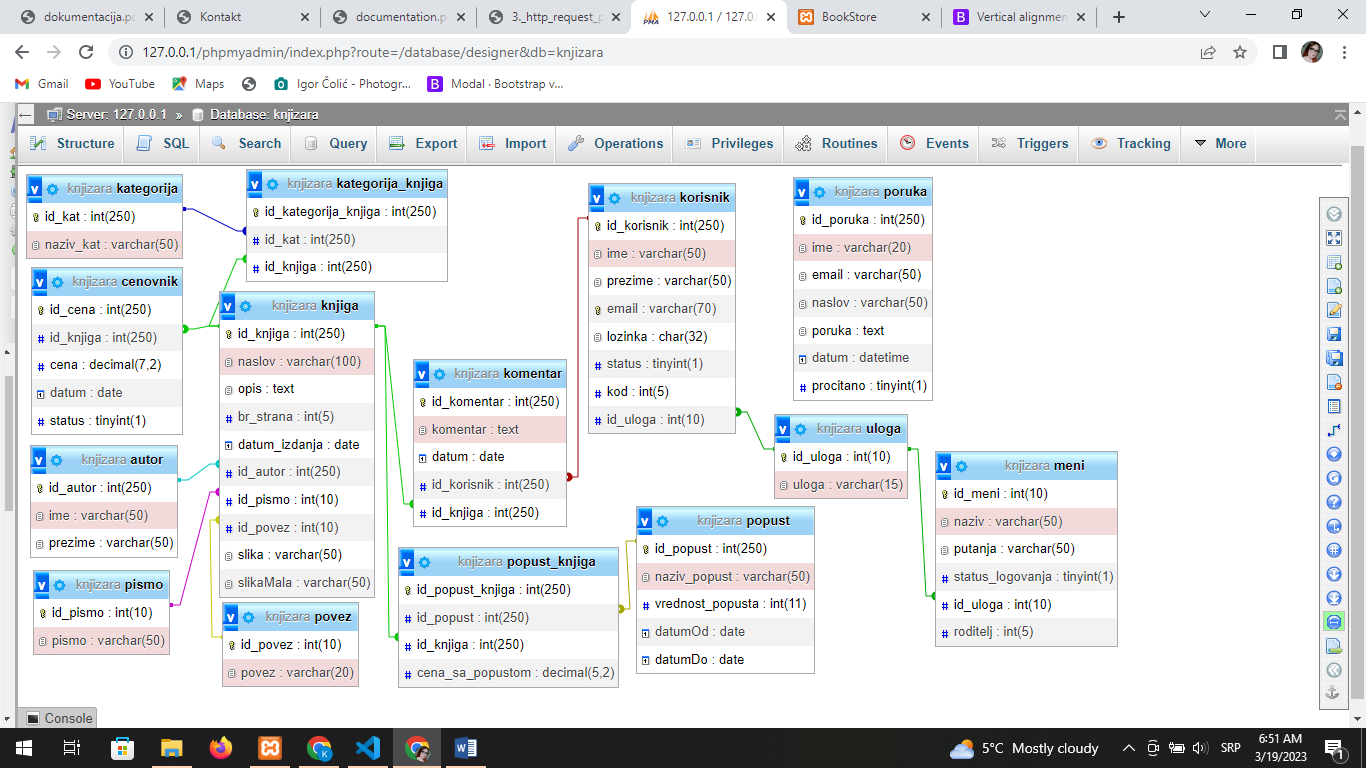 dokumentacija.pc
Kontakt
documentation.p
3._http_request_p
127.0.0.1 / 127.0.
BookStore
Vertical alignmen
127.0.0.1/phpmyadmin/index.php?route=/database/designer&db=knjizara
Gmail
YouTube
Maps
Igor Čolić - Photogr...
Modal · Bootstrap v...
Server: 127.0.0.1 » Database: knjizara
Structure
SQL
Search
Query
Export
Import
Operations
Privileges
Routines
Events
Triggers
Tracking
More
knjizara kategorija
id_kat : int(250)
naziv_kat : varchar(50)
knjizara kategorija_knjiga
id_kategorija_knjiga : int(250)
id_kat : int(250)
id_knjiga : int(250)
knjizara cenovnik
id_cena : int(250)
id_knjiga : int(250)
cena : decimal(7,2)
datum : date
status : tinyint(1)
knjizara knjiga
id_knjiga : int(250)
naslov : varchar(100)
opis : text
br_strana : int(5)
datum_izdanja : date
id_autor : int(250)
id_pismo : int(10)
id_povez : int(10)
slika : varchar(50)
slikaMala : varchar(50)
knjizara autor
id_autor : int(250)
ime : varchar(50)
prezime : varchar(50)
knjizara pismo
id_pismo : int(10)
pismo : varchar(50)
knjizara povez
id_povez : int(10)
povez : varchar(20)
knjizara komentar
id_komentar : int(250)
komentar : text
datum : date
id_korisnik : int(250)
id_knjiga : int(250)
knjizara popust_knjiga
id_popust_knjiga : int(250)
id_popust : int(250)
id_knjiga : int(250)
cena_sa_popustom : decimal(5,2)
knjizara korisnik
id_korisnik : int(250)
ime : varchar(50)
prezime : varchar(50)
email : varchar(70)
lozinka : char(32)
status : tinyint(1)
kod : int(5)
id_uloga : int(10)
knjizara popust
id_popust : int(250)
naziv_popust : varchar(50)
vrednost_popusta : int(11)
datumOd : date
datumDo : date
knjizara poruka
id_poruka : int(250)
ime : varchar(20)
email : varchar(50)
naslov : varchar(50)
poruka : text
datum : datetime
procitano : tinyint(1)
knjizara uloga
id_uloga : int(10)
uloga : varchar(15)
knjizara meni
id_meni : int(10)
naziv : varchar(50)
putanja : varchar(50)
status_logovanja : tinyint(1)
id_uloga : int(10)
roditelj : int(5)
Console
5°C Mostly cloudy
SRP
6:51 AM
3/19/2023
1